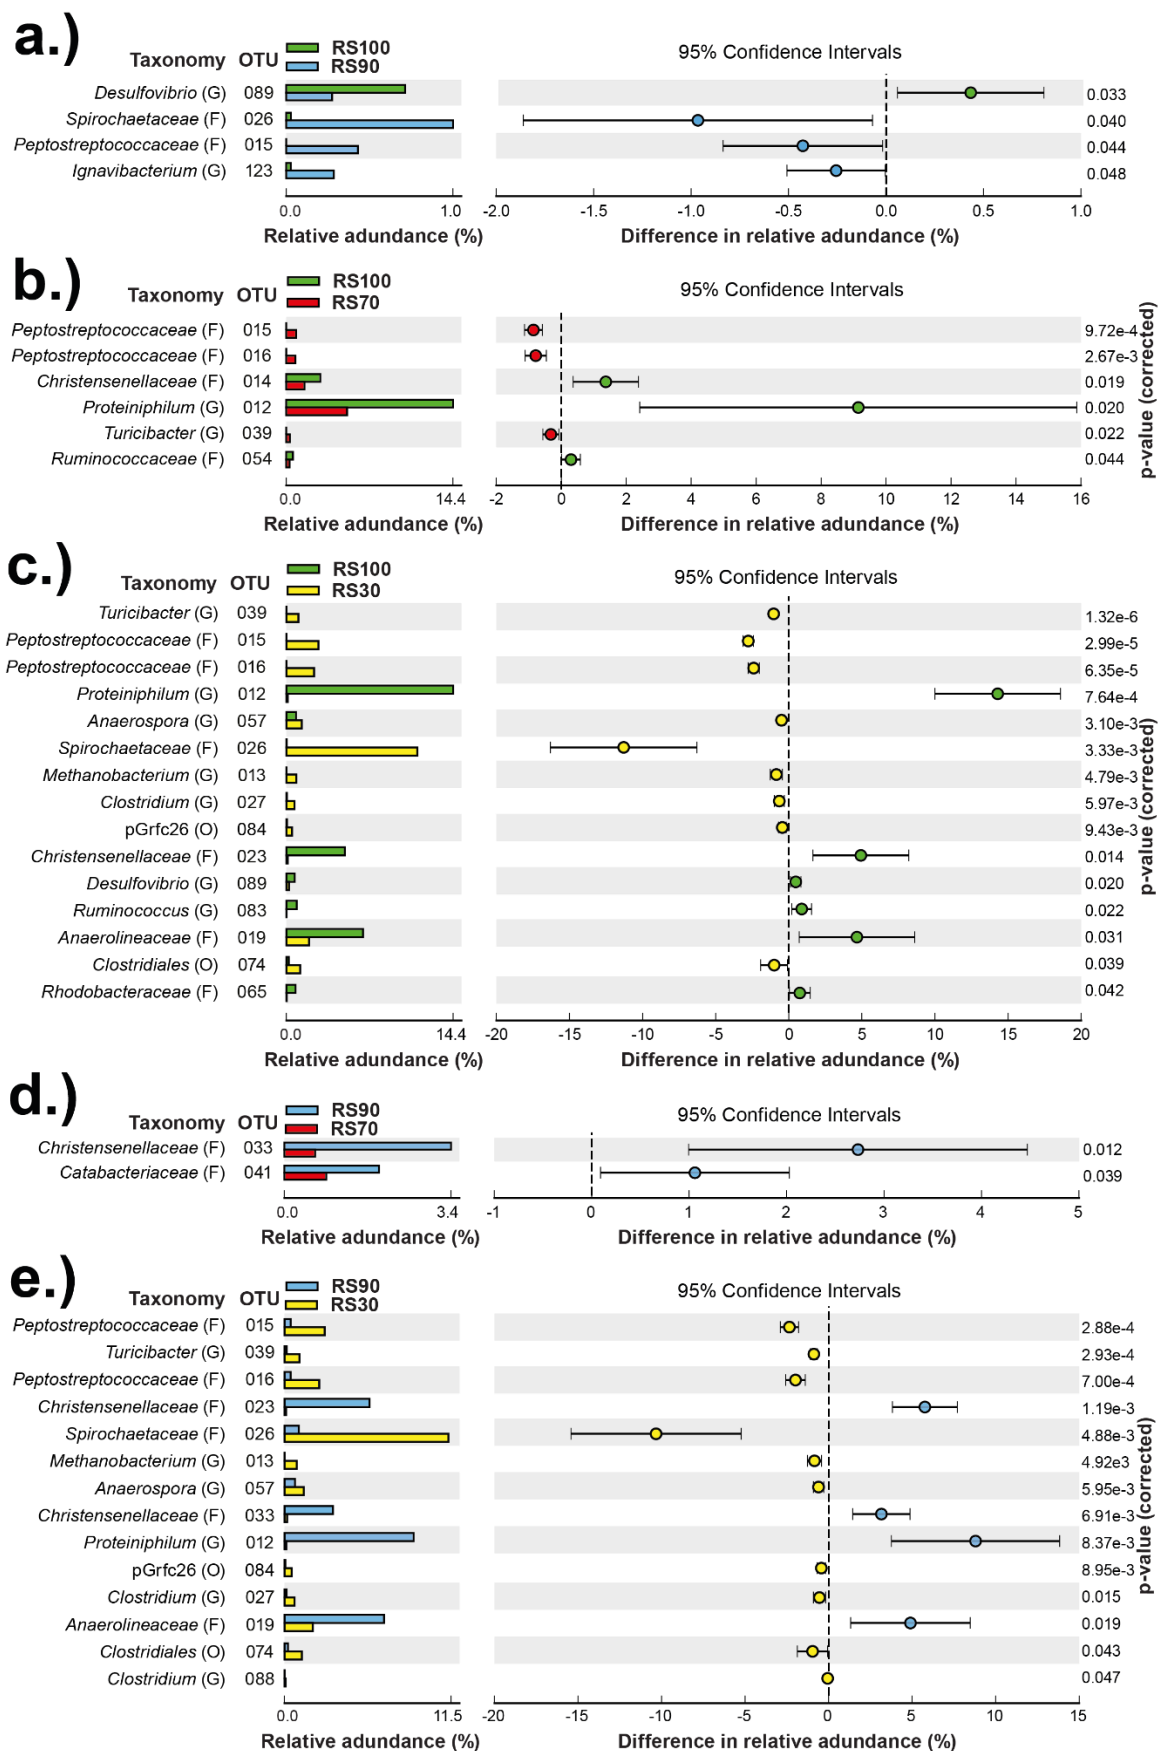 a.)
Taxonomy OTU RS100
RS90
95% Confidence Intervals
Desulfovibrio (G) 089 0.033
Spirochaetaceae (F) 026 0.040
Peptostreptococcaceae (F) 015 0.044
Ignavibacterium (G) 123 0.048
0.0 1.0 -2.0 -1.5 -1.0 -0.5 0.0 0.5 1.0
Relative adundance (%) Difference in relative adundance (%)
b.)
Taxonomy OTU RS100
RS70
95% Confidence Intervals
Peptostreptococcaceae (F) 015 9.72e-4
Peptostreptococcaceae (F) 016 2.67e-3
Christensenellaceae (F) 014 0.019
Proteiniphilum (G) 012 0.020
Turicibacter (G) 039 0.022
Ruminococcaceae (F) 054 0.044
p-value (corrected)
0.0 14.4 -2 0 2 4 6 8 10 12 14 16
Relative adundance (%) Difference in relative adundance (%)
c.)
Taxonomy OTU RS100
RS30
95% Confidence Intervals
Turicibacter (G) 039 1.32e-6
Peptostreptococcaceae (F) 015 2.99e-5
Peptostreptococcaceae (F) 016 6.35e-5
Proteiniphilum (G) 012 7.64e-4
Anaerospora (G) 057 3.10e-3
Spirochaetaceae (F) 026 3.33e-3
Methanobacterium (G) 013 4.79e-3
Clostridium (G) 027 5.97e-3
pGrfc26 (O) 084 9.43e-3
Christensenellaceae (F) 023 0.014
Desulfovibrio (G) 089 0.020
Ruminococcus (G) 083 0.022
Anaerolineaceae (F) 019 0.031
Clostridiales (O) 074 0.039
Rhodobacteraceae (F) 065 0.042
p-value (corrected)
0.0 14.4 -20 -15 -10 -5 0 5 10 15 20
Relative adundance (%) Difference in relative adundance (%)
d.)
Taxonomy OTU RS90
RS70
95% Confidence Intervals
Christensenellaceae (F) 033 0.012
Catabacteriaceae (F) 041 0.039
0.0 3.4 -1 0 1 2 3 4 5
Relative adundance (%) Difference in relative adundance (%)
e.)
Taxonomy OTU RS90
RS30
95% Confidence Intervals
Peptostreptococcaceae (F) 015 2.88e-4
Turicibacter (G) 039 2.93e-4
Peptostreptococcaceae (F) 016 7.00e-4
Christensenellaceae (F) 023 1.19e-3
Spirochaetaceae (F) 026 4.88e-3
Methanobacterium (G) 013 4.92e3
Anaerospora (G) 057 5.95e-3
Christensenellaceae (F) 033 6.91e-3
Proteiniphilum (G) 012 8.37e-3
pGrfc26 (O) 084 8.95e-3
Clostridium (G) 027 0.015
Anaerolineaceae (F) 019 0.019
Clostridiales (O) 074 0.043
Clostridium (G) 088 0.047
p-value (corrected)
0.0 11.5 -20 -15 -10 -5 0 5 10 15
Relative adundance (%) Difference in relative adundance (%)